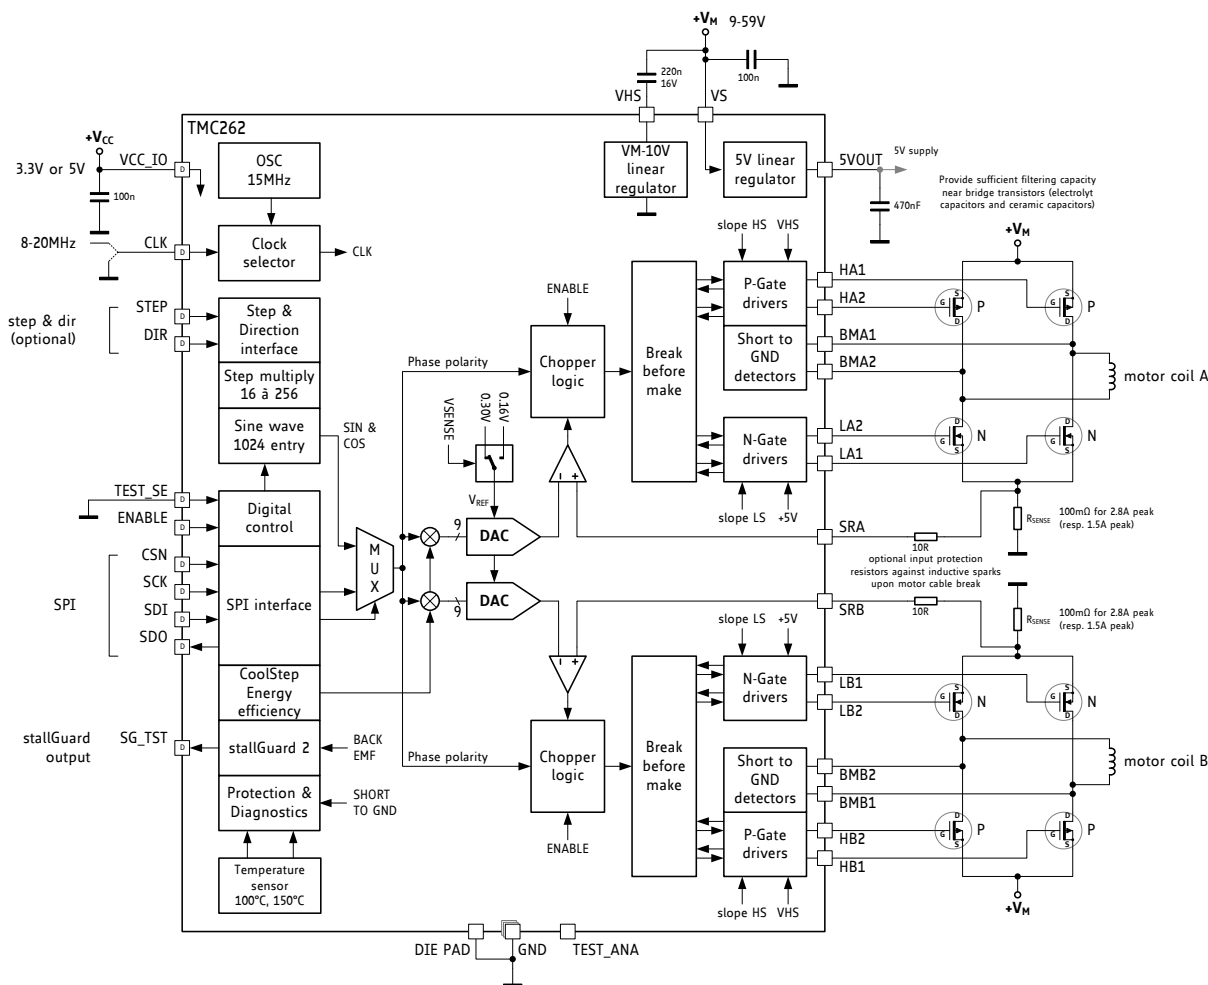 +VM
9-59V
220n
16V
100n
VHS
VS
TMC262
+VCC
3.3V or 5V
VCC_IO
100n
OSC
15MHz
VM-10V
linear
regulator
5V linear
regulator
5VOUT
5V supply
470nF
Provide sufficient filtering capacity
near bridge transistors (electrolyt
capacitors and ceramic capacitors)
+VM
slope HS
VHS
8-20MHz
CLK
Clock
selector
CLK
step & dir
(optional)
STEP
DIR
D
D
D
D
Step &
Direction
interface
Step multiply
16 à 256
Sine wave
1024 entry
SIN &
COS
ENABLE
Chopper
logic
Phase polarity
Break
before
make
P-Gate
drivers
Short to
GND
detectors
N-Gate
drivers
HA1
HA2
BMA1
BMA2
LA2
LA1
G
S
D
P
G
S
D
P
motor coil A
G
D
S
N
G
D
S
N
VSENSE
0.30V
0.16V
VREF
slope LS
+5V
TEST_SE
ENABLE
D
D
Digital
control
SPI
CSN
SCK
SDI
SDO
D
D
D
D
SPI interface
M
U
X
9
DAC
9
DAC
SRA
10R
RSENSE
100mΩ for 2.8A peak
(resp. 1.5A peak)
optional input protection
resistors against inductive sparks
upon motor cable break
SRB
10R
RSENSE
100mΩ for 2.8A peak
(resp. 1.5A peak)
slope LS
+5V
CoolStep
Energy
efficiency
stallGuard
output
SG_TST
D
stallGuard 2
BACK
EMF
Protection
& Diagnostics
SHORT
TO GND
Temperature
sensor
100°C, 150°C
Phase polarity
Chopper
logic
ENABLE
Break
before
make
N-Gate
drivers
Short to
GND
detectors
P-Gate
drivers
LB1
LB2
BMB2
BMB1
HB2
HB1
G
S
D
N
G
S
D
N
motor coil B
G
D
S
P
G
D
S
P
slope HS
VHS
+VM
DIE PAD
GND
TEST_ANA